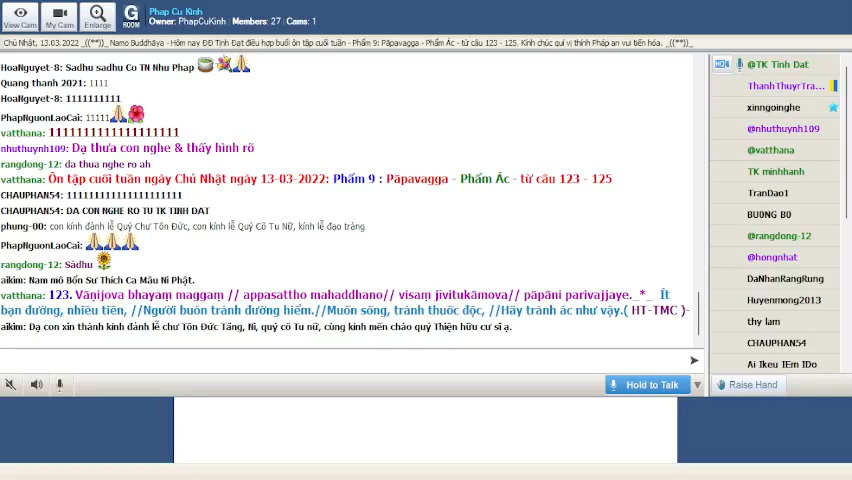 View Cam
My Cam
Enlarge
G
ROOM
Phap Cu Kinh
Owner: PhapCuKinh Members: 27 Cams: 1
Chủ Nhật, 13.03.2022 _((**))_ Namo Buddhāya - Hôm nay ĐĐ Tịnh Đạt điều hợp buổi ôn tập cuối tuần - Phẩm 9: Pāpavagga - Phẩm Ác - từ câu 123 - 125. Kính chúc quí vị thính Pháp an vui tiến hóa. _((**))_
HoaNguyet-8: Sadhu sadhu Co TN Nhu Phap
Quang thanh 2021: 1111
HoaNguyet-8: 1111111111
PhapNguonLaoCai: 11111
vatthana: 1111111111111111111
nhuthuynh109: Dạ thưa con nghe & thấy hình rõ
rangdong-12: da thua nghe ro ah
vatthana: Ôn tập cuối tuần ngày Chủ Nhật ngày 13-03-2022: Phẩm 9 : Pāpavagga - Phẩm Ác - từ câu 123 - 125
CHAUPHAN54: 1111111111111111111111
CHAUPHAN54: DA CON NGHE RO TU TK TINH DAT
phung-00: con kính đảnh lễ Quý Chư Tôn Đức, con kính lễ Quý Cô Tu Nữ, kính lễ đạo tràng
PhapNguonLaoCai:
rangdong-12: Sādhu
aikim: Nam mô Bổn Sư Thích Ca Mâu Ni Phật.
vatthana: 123. Vāṇijova bhayaṃ maggaṃ // appasattho mahaddhano// visaṃ jīvitukāmova// pāpāni parivajjaye._*_ Ít
bạn đường, nhiều tiền, //Người buôn tránh đường hiểm.//Muốn sống, tránh thuốc độc, //Hãy tránh ác như vậy.( HT-TMC )-
aikim: Dạ con xin thành kính đảnh lễ chư Tôn Đức Tăng, Ni, quý cô Tu nữ, cùng kính mến chào quý Thiện hữu cư sĩ ạ.
Hold to Talk
HD
@TK Tinh Dat
ThanhThuyrTra...
xinngoinghe
@nhuthuynh109
@vatthana
TK minhhanh
TranDao1
BU0NG B0
@rangdong-12
@hongnhat
DaNhanRangRung
Huyenmong2013
thy lam
CHAUPHAN54
Ai Ikeu IEm IDo
Raise Hand